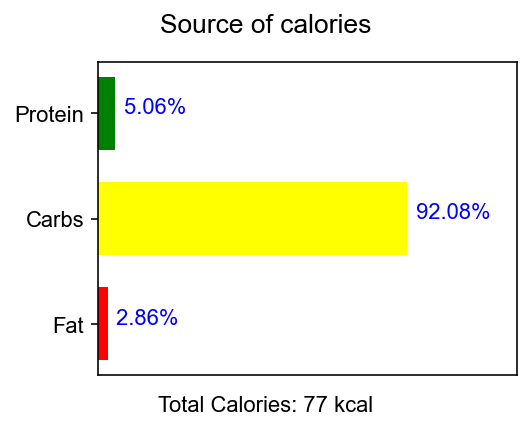 Source of calories
Protein 5.06%
Carbs 92.08%
Fat 2.86%
Total Calories: 77 kcal